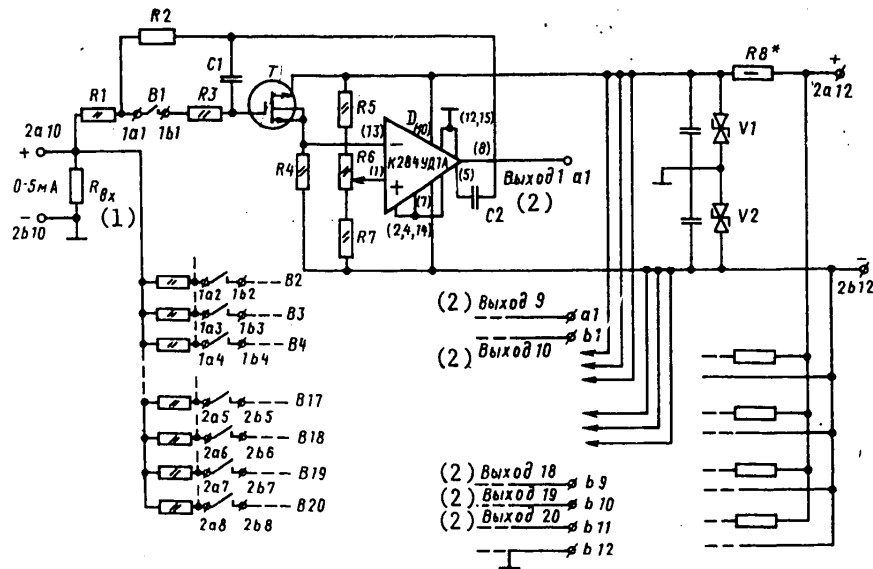 R2
C1
T1
R8*
+
2a12
R1
B1
R3
1a1
1b1
2a10
+
0-5мА
Rвх
(1)
−
2b10
R5
R4
R6
R7
(13)
D
(10)
(12,15)
−
К284УД1А
(8)
(1)
+
(5)
(7)
(2,4,14)
C2
Выход1 a1
(2)
V1
V2
−
2b12
B2
1a2
1b2
B3
1a3
1b3
B4
1a4
1b4
B17
2a5
2b5
B18
2a6
2b6
B19
2a7
2b7
B20
2a8
2b8
(2) Выход 9
a1
b1
(2) Выход 10
(2) Выход 18
b9
(2) Выход 19
b10
(2) Выход 20
b11
b12